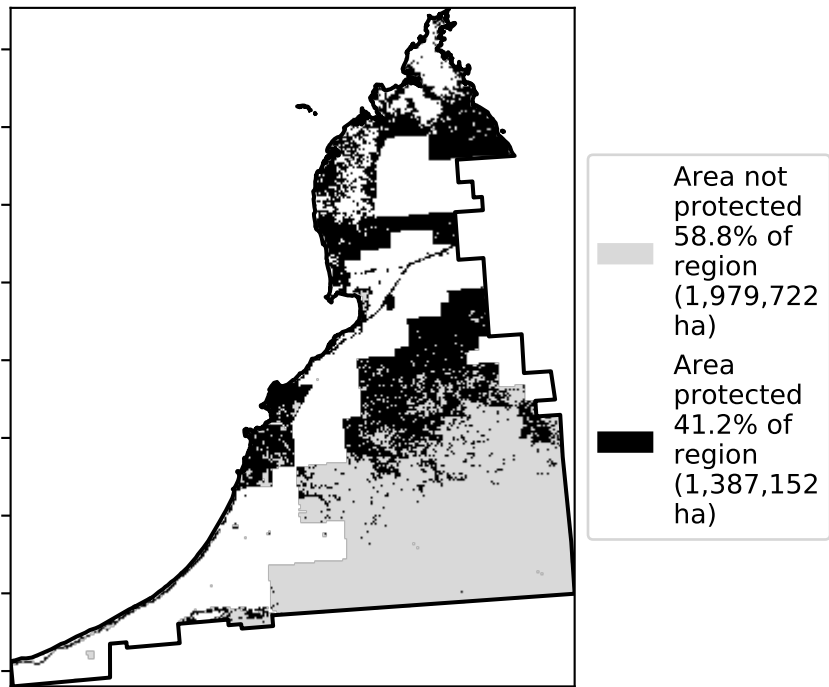 Area not
protected
58.8% of
region
(1,979,722
ha)
Area
protected
41.2% of
region
(1,387,152
ha)